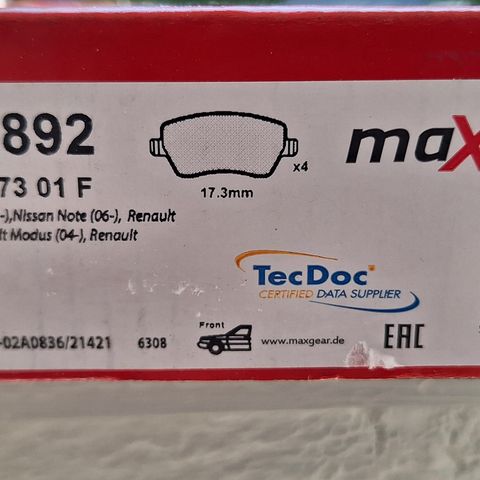 892
maX
x4
17.3mm
73 01 F
-),Nissan Note (06-), Renault
lt Modus (04-), Renault
TecDoc
CERTIFIED DATA SUPPLIER
-02A0836/21421
6308
Front
www.maxgear.de
EAC